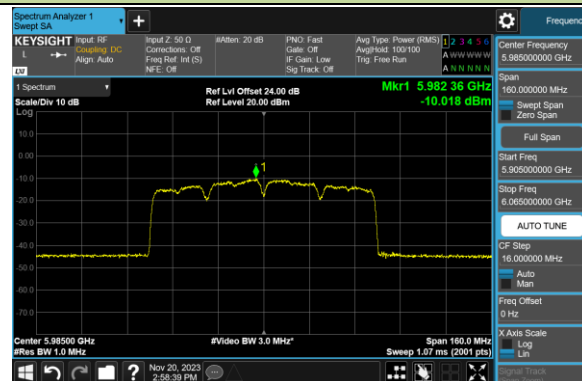 Spectrum Analyzer 1
Swept SA
+
Frequenc
KEYSIGHT
L
LXI
Input: RF
Coupling: DC
Align: Auto
Input Z: 50 Ω
Corrections: Off
Freq Ref: Int (S)
NFE: Off
#Atten: 20 dB
PNO: Fast
Gate: Off
IF Gain: Low
Sig Track: Off
Avg Type: Power (RMS)
Avg|Hold: 100/100
Trig: Free Run
1 2 3 4 5 6
A W W W W W
A N N N N N
1 Spectrum
Scale/Div 10 dB
Log
Ref Lvl Offset 24.00 dB
Ref Level 20.00 dBm
Mkr1 5.982 36 GHz
-10.018 dBm
10.0
0.00
-10.0
-20.0
-30.0
-40.0
-50.0
-60.0
-70.0
1
Center 5.98500 GHz
#Res BW 1.0 MHz
#Video BW 3.0 MHz*
Span 160.0 MHz
Sweep 1.07 ms (2001 pts)
Center Frequency
5.985000000 GHz
Span
160.000000 MHz
Swept Span
Zero Span
Full Span
Start Freq
5.905000000 GHz
Stop Freq
6.065000000 GHz
AUTO TUNE
CF Step
16.000000 MHz
Auto
Man
Freq Offset
0 Hz
X Axis Scale
Log
Lin
Signal Track
?
Nov 20, 2023
2:58:39 PM